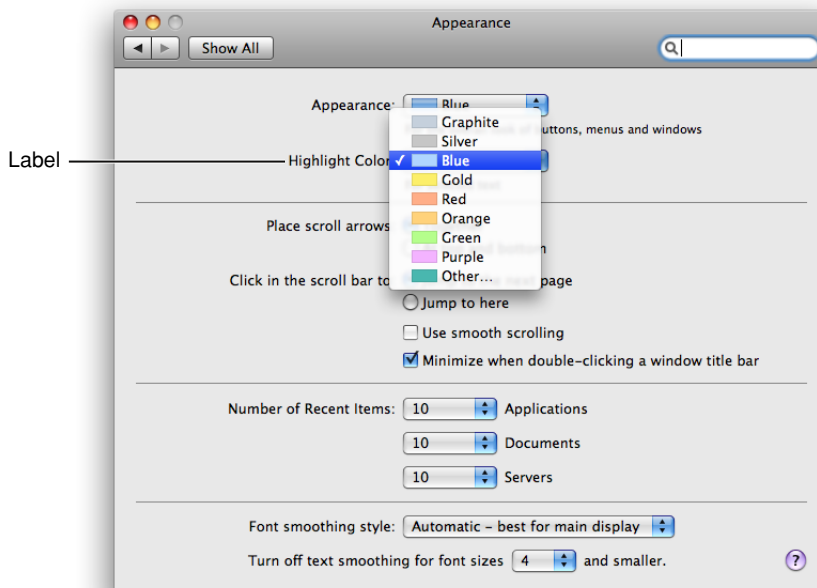 Appearance
Show All
Appearance: Blue
Graphite
buttons, menus and windows
Silver
Label
Highlight Color
✓ Blue
Gold
Red
Place scroll arrows
Orange
Green
Purple
Click in the scroll bar to
Other...
next page
Jump to here
Use smooth scrolling
Minimize when double-clicking a window title bar
Number of Recent Items: 10 Applications
10 Documents
10 Servers
Font smoothing style: Automatic – best for main display
Turn off text smoothing for font sizes 4 and smaller.
?